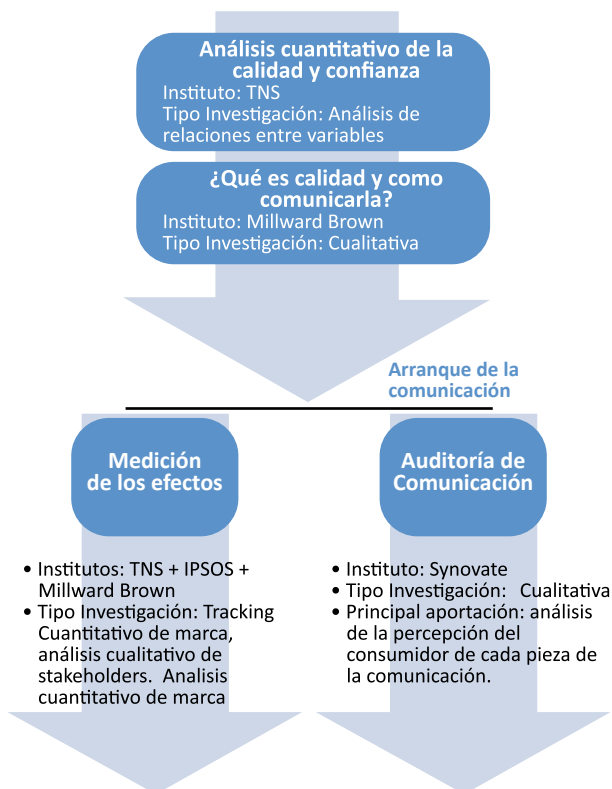 Análisis cuantitativo de la
calidad y confianza
Instituto: TNS
Tipo Investigación: Análisis de
relaciones entre variables
¿Qué es calidad y como
comunicarla?
Instituto: Millward Brown
Tipo Investigación: Cualitativa
Arranque de la
comunicación
Medición
de los efectos
• Institutos: TNS + IPSOS +
Millward Brown
• Tipo Investigación: Tracking
Cuantitativo de marca,
análisis cualitativo de
stakeholders. Analisis
cuantitativo de marca
Auditoría de
Comunicación
• Instituto: Synovate
• Tipo Investigación: Cualitativa
• Principal aportación: análisis
de la percepción del
consumidor de cada pieza de
la comunicación.